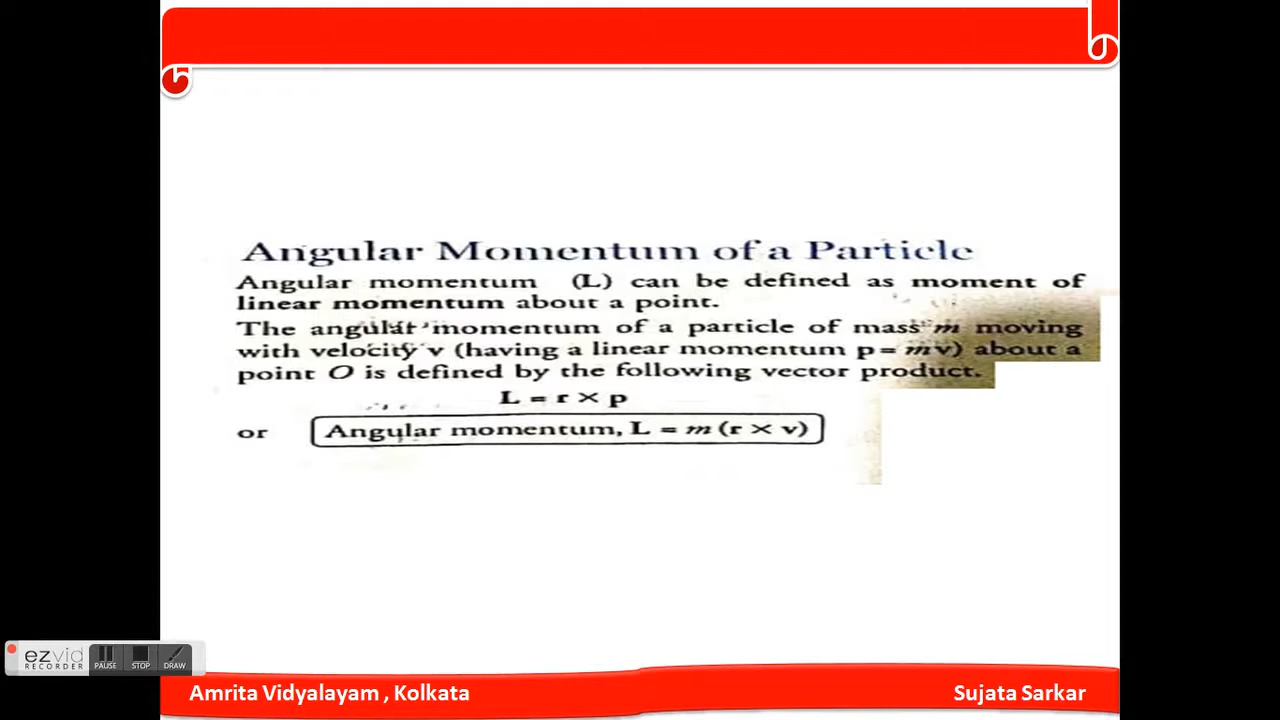 Angular Momentum of a Particle
Angular momentum (L) can be defined as moment of
linear momentum about a point.
The angular momentum of a particle of mass m moving
with velocity v (having a linear momentum p = mv) about a
point O is defined by the following vector product.
L = r × p
or Angular momentum, L = m (r × v)
ezvid
RECORDER
PAUSE STOP DRAW
Amrita Vidyalayam , Kolkata
Sujata Sarkar